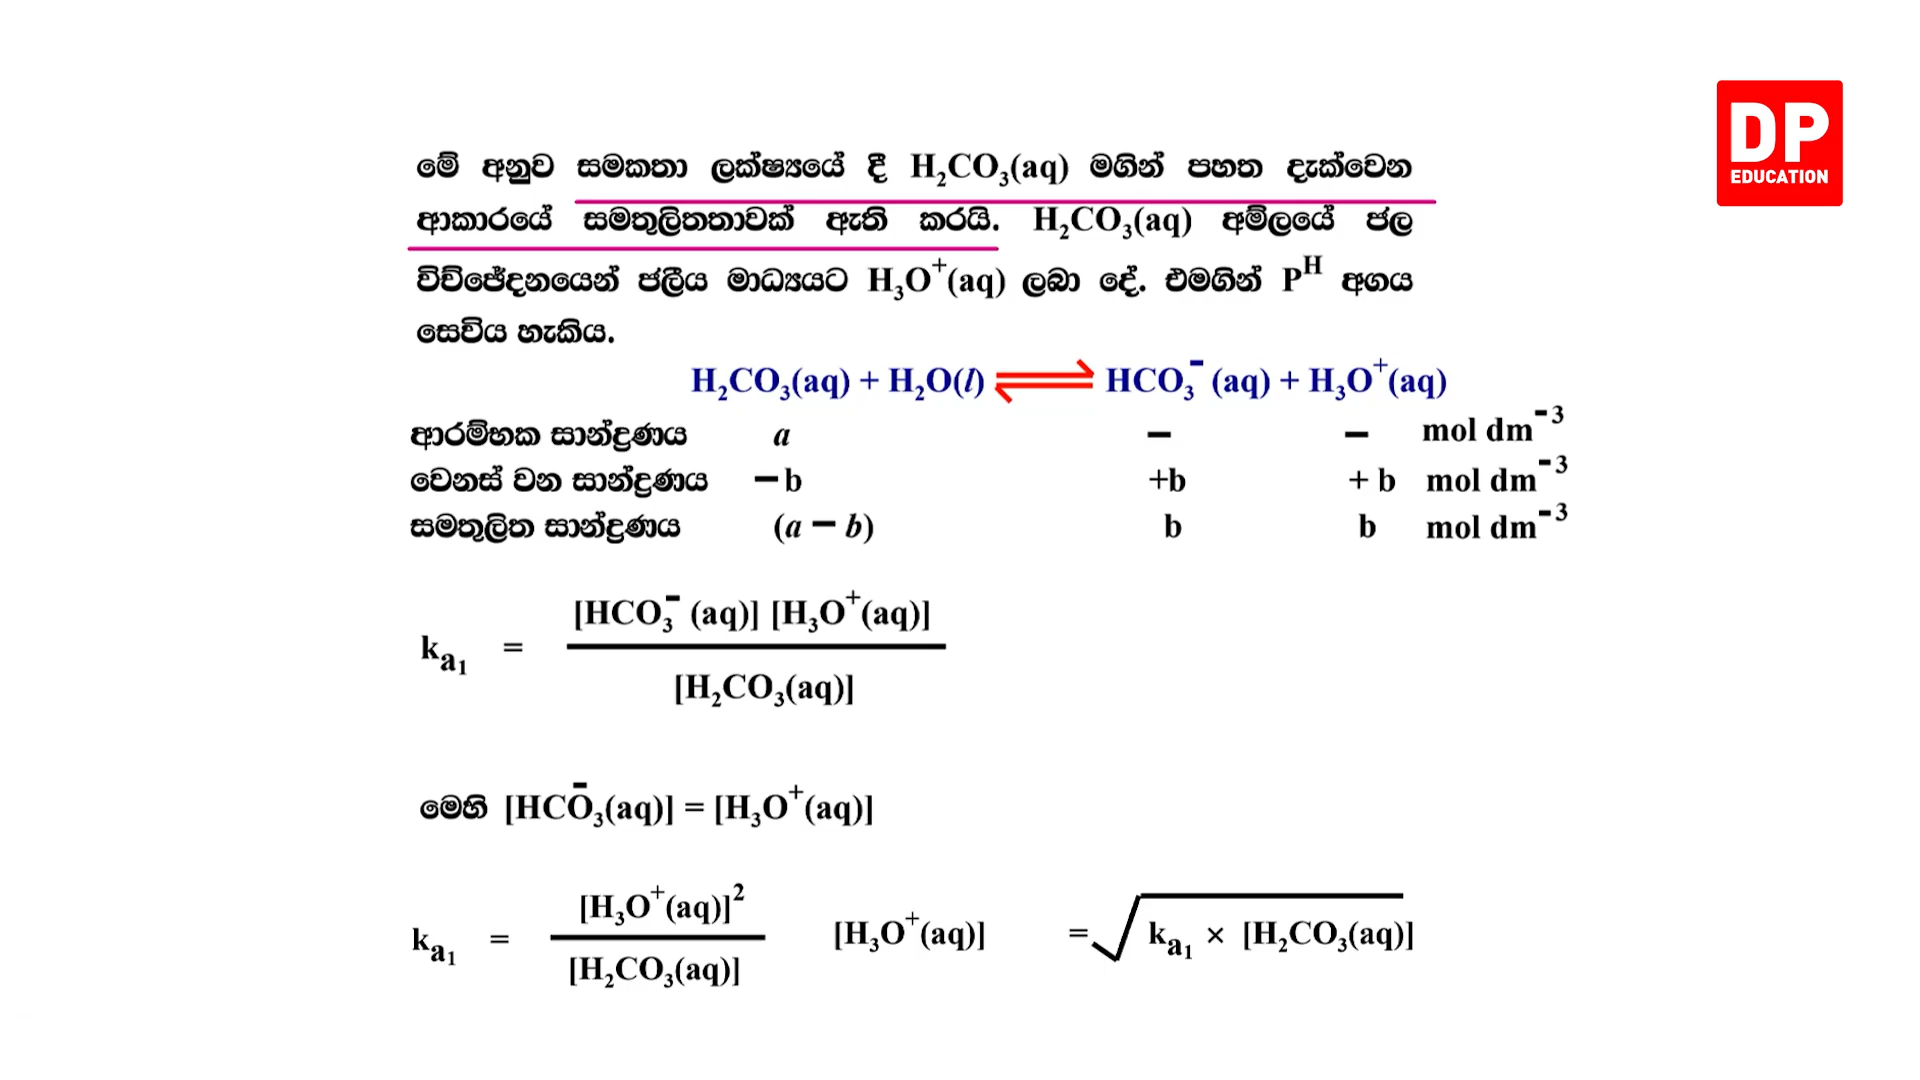 DP
EDUCATION
මේ අනුව සමකතා ලක්ෂ්‍යයේ දී H₂CO₃(aq) මගින් පහත දැක්වෙන
ආකාරයේ සමතුලිතතාවක් ඇති කරයි. H₂CO₃(aq) අම්ලයේ ජල
විච්ඡේදනයෙන් ජලීය මාධ්‍යයට H₃O⁺(aq) ලබා දේ. එමගින් Pᴴ අගය
සෙවිය හැකිය.
H₂CO₃(aq) + H₂O(l) ⇌ HCO₃⁻ (aq) + H₃O⁺(aq)
ආරම්භක සාන්ද්‍රණය a − − mol dm⁻³
වෙනස් වන සාන්ද්‍රණය −b +b + b mol dm⁻³
සමතුලිත සාන්ද්‍රණය (a − b) b b mol dm⁻³
[HCO₃⁻ (aq)] [H₃O⁺(aq)]
kₐ₁ =
[H₂CO₃(aq)]
මෙහි [HCO⁻₃(aq)] = [H₃O⁺(aq)]
[H₃O⁺(aq)]²
kₐ₁ = [H₃O⁺(aq)] = √kₐ₁ × [H₂CO₃(aq)]
[H₂CO₃(aq)]